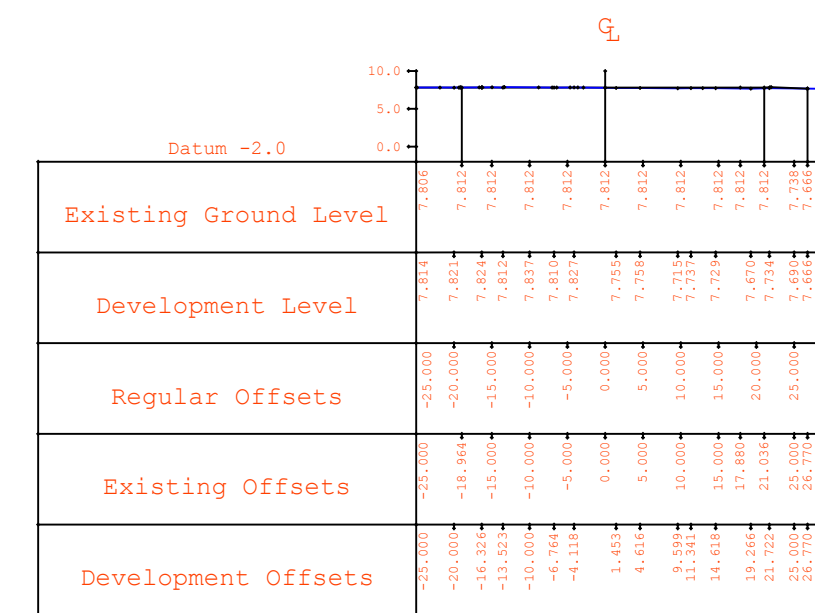 CL
10.0
5.0
0.0
Datum -2.0
Existing Ground Level
7.806 7.812 7.812 7.812 7.812 7.812 7.812 7.812 7.812 7.812 7.812 7.738 7.666
Development Level
7.814 7.821 7.824 7.812 7.837 7.810 7.827 7.755 7.758 7.715 7.737 7.729 7.670 7.734 7.690 7.666
Regular Offsets
-25.000 -20.000 -15.000 -10.000 -5.000 0.000 5.000 10.000 15.000 20.000 25.000
Existing Offsets
-25.000 -18.964 -15.000 -10.000 -5.000 0.000 5.000 10.000 15.000 17.880 21.036 25.000 26.770
Development Offsets
-25.000 -20.000 -16.326 -13.523 -10.000 -6.764 -4.118 1.453 4.616 9.599 11.341 14.618 19.266 21.722 25.000 26.770